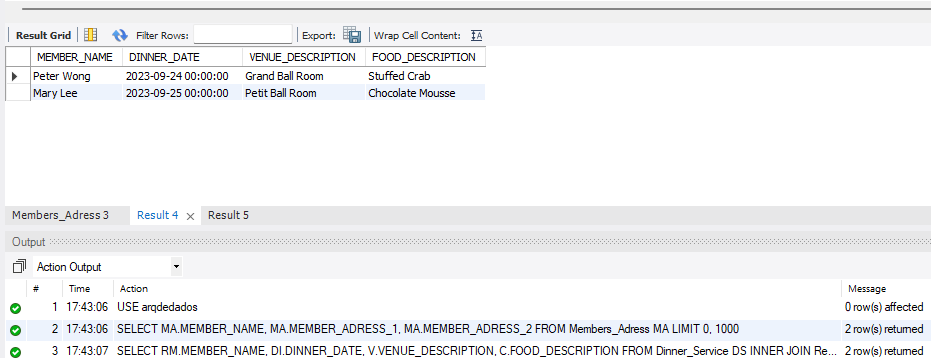 Result Grid Filter Rows: Export: Wrap Cell Content: IA
MEMBER_NAME DINNER_DATE VENUE_DESCRIPTION FOOD_DESCRIPTION
Peter Wong 2023-09-24 00:00:00 Grand Ball Room Stuffed Crab
Mary Lee 2023-09-25 00:00:00 Petit Ball Room Chocolate Mousse
Members_Adress 3 Result 4 Result 5
Output
Action Output
# Time Action Message
1 17:43:06 USE arqdedados 0 row(s) affected
2 17:43:06 SELECT MA.MEMBER_NAME, MA.MEMBER_ADRESS_1, MA.MEMBER_ADRESS_2 FROM Members_Adress MA LIMIT 0, 1000 2 row(s) returned
3 17:43:07 SELECT RM.MEMBER_NAME, DI.DINNER_DATE, V.VENUE_DESCRIPTION, C.FOOD_DESCRIPTION FROM Dinner_Service DS INNER JOIN Re... 2 row(s) returned